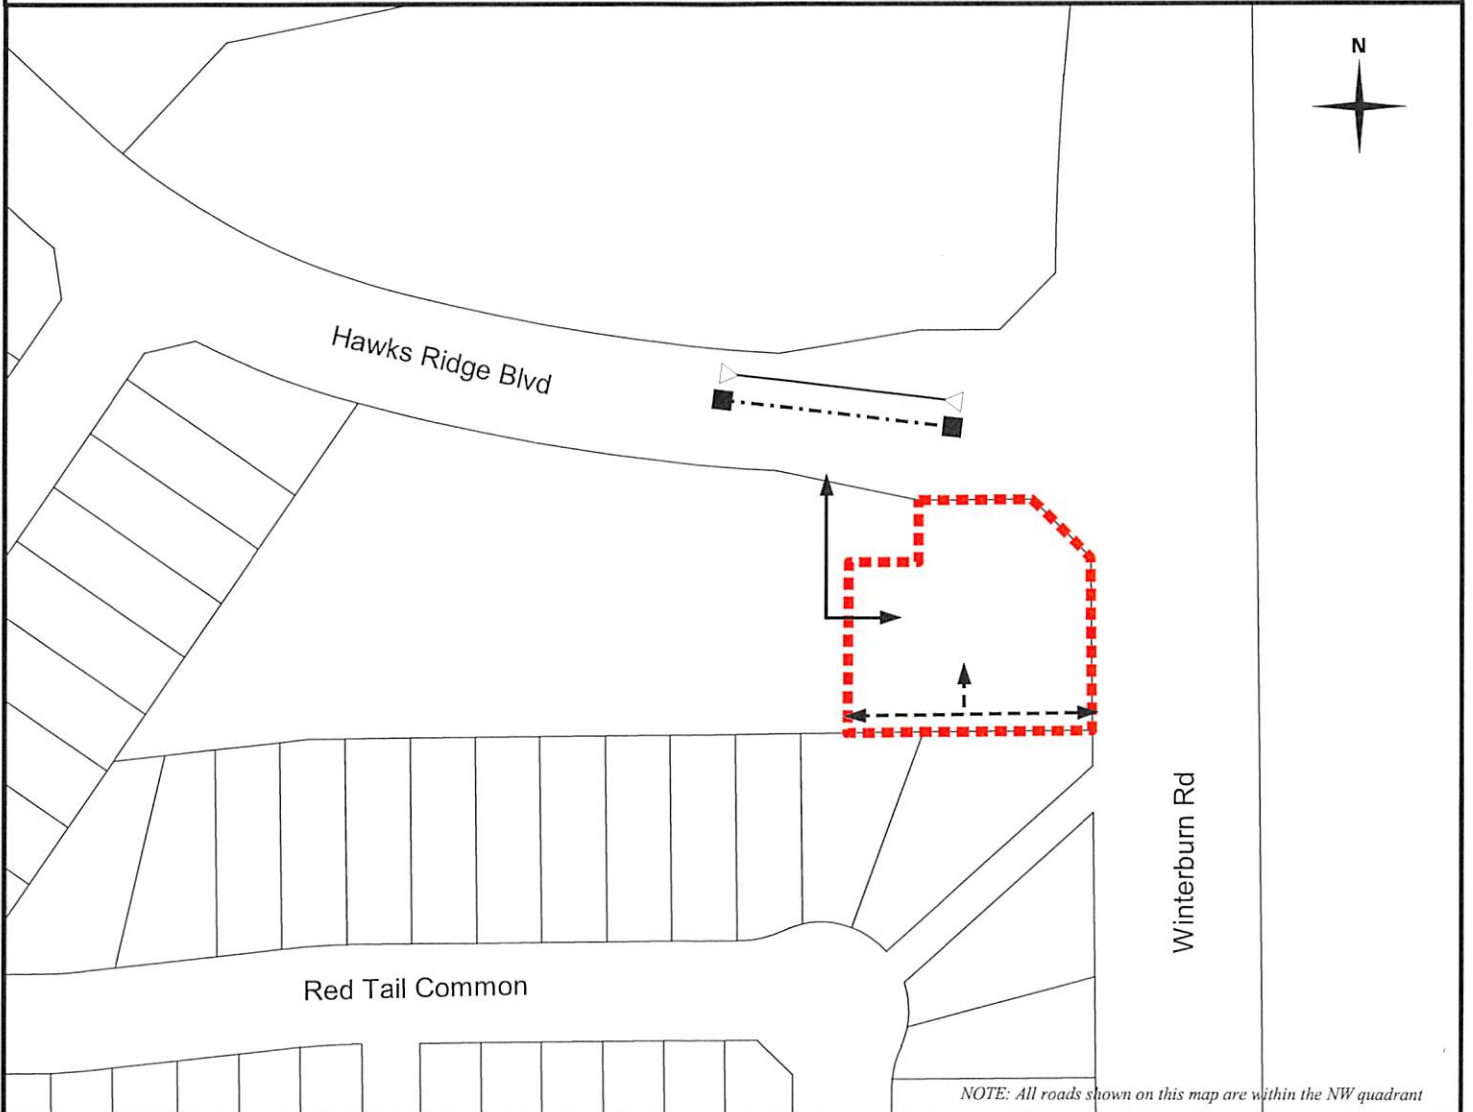 N
Hawks Ridge Blvd
Winterburn Rd
Red Tail Common
NOTE: All roads shown on this map are within the NW quadrant